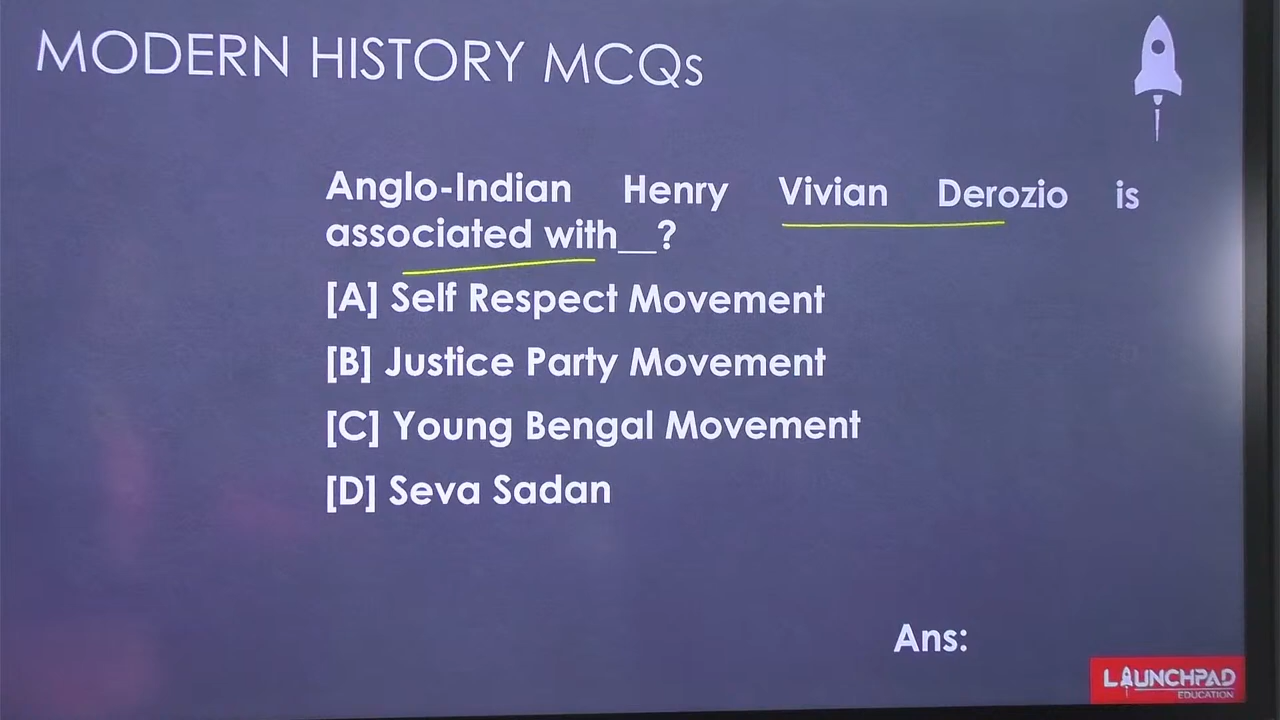 MODERN HISTORY MCQs
Anglo-Indian Henry Vivian Derozio is
associated with__?
[A] Self Respect Movement
[B] Justice Party Movement
[C] Young Bengal Movement
[D] Seva Sadan
Ans:
LAUNCHPAD
EDUCATION